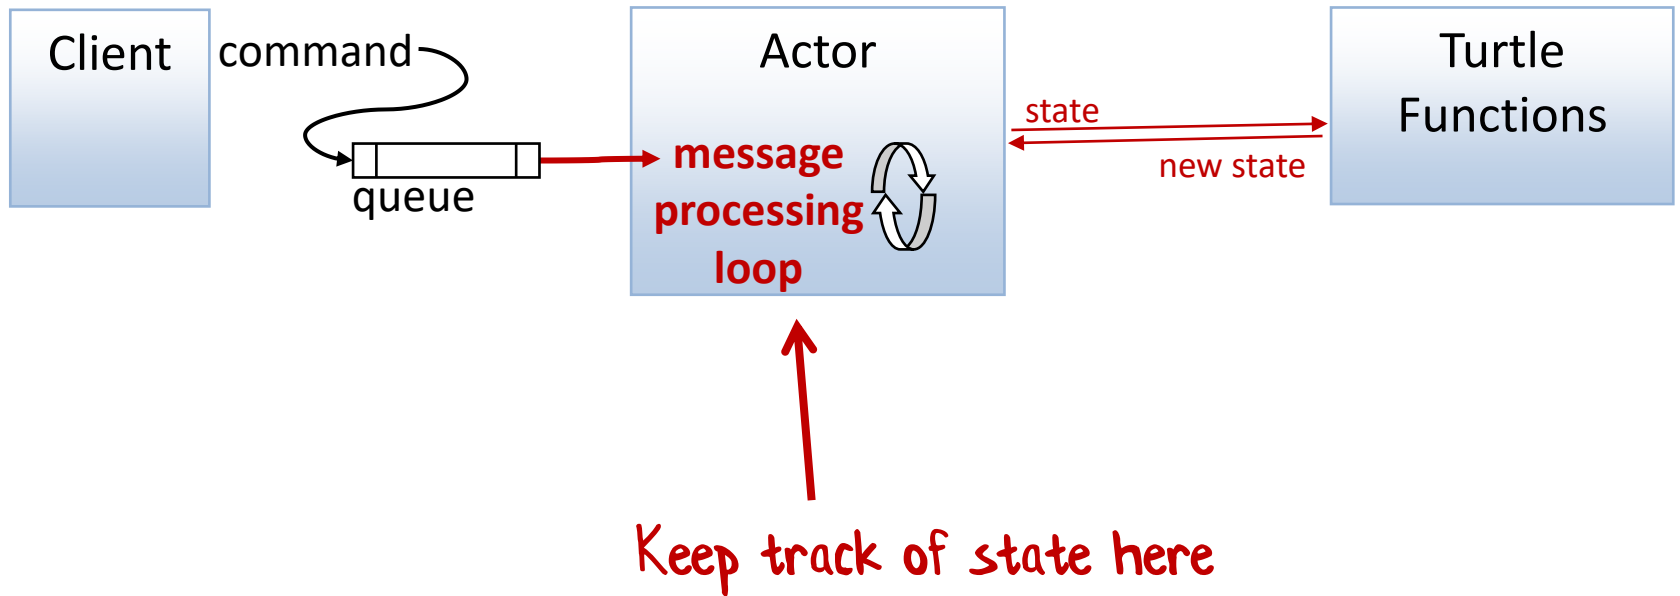 Client
command
queue
Actor
message
processing
loop
state
new state
Turtle
Functions
Keep track of state here